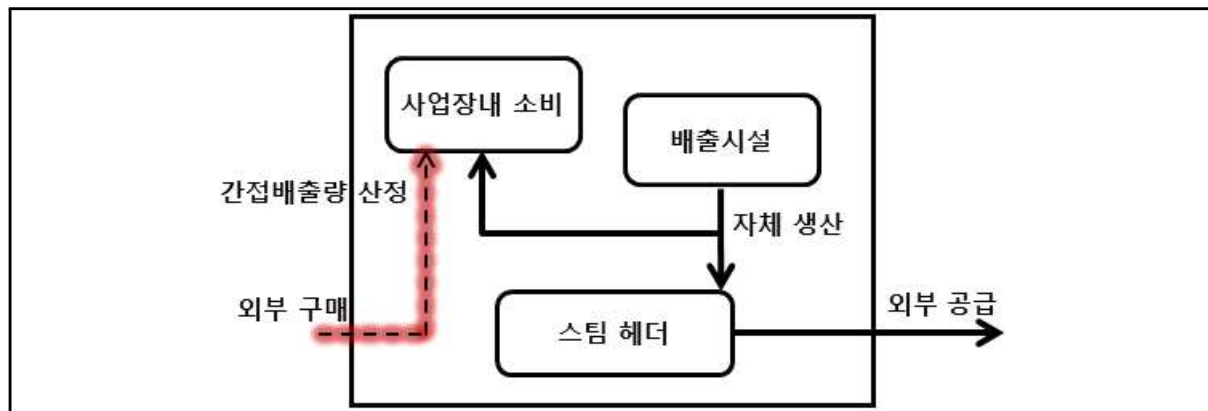 사업장내 소비
배출시설
간접배출량 산정
자체 생산
외부 구매
스팀 헤더
외부 공급